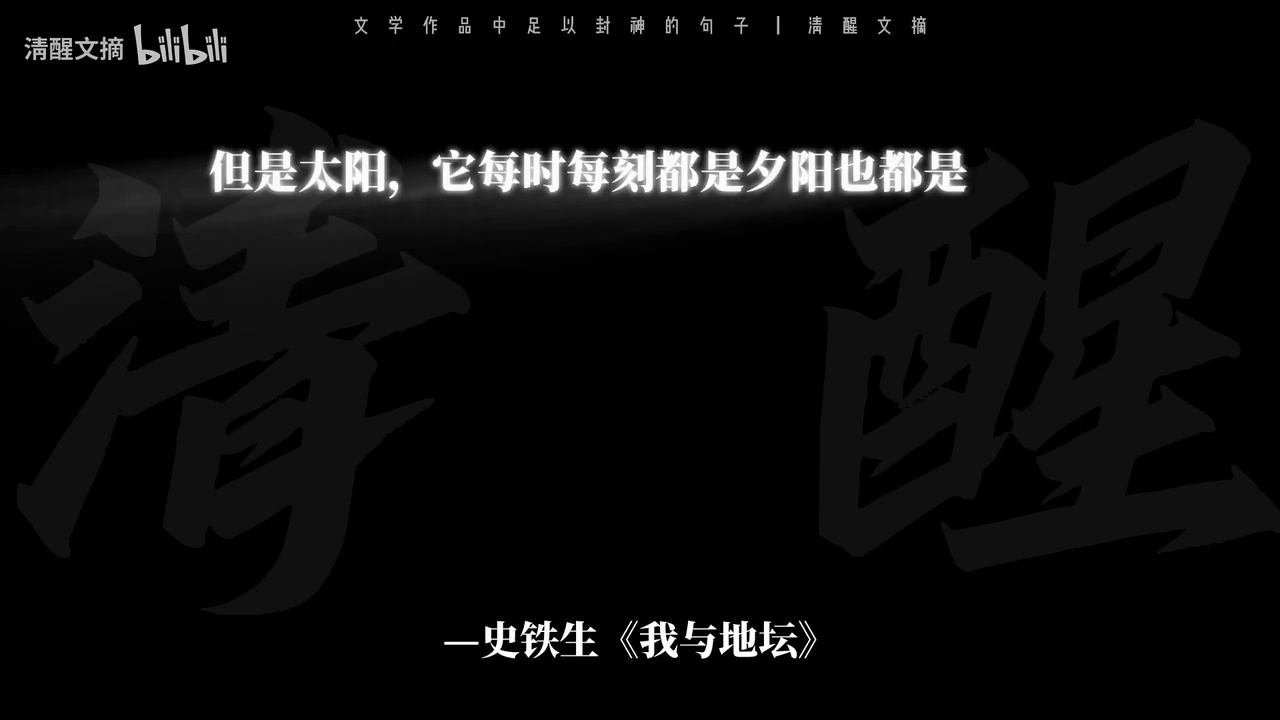 文学作品中足以封神的句子 | 清醒文摘
清醒文摘 bilibili
但是太阳，它每时每刻都是夕阳也都是
清醒
—史铁生《我与地坛》